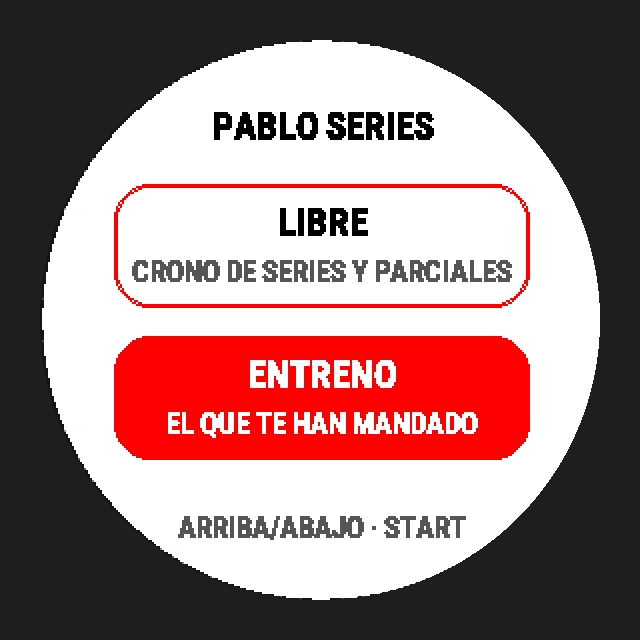 PABLO SERIES
LIBRE
CRONO DE SERIES Y PARCIALES
ENTRENO
EL QUE TE HAN MANDADO
ARRIBA/ABAJO · START